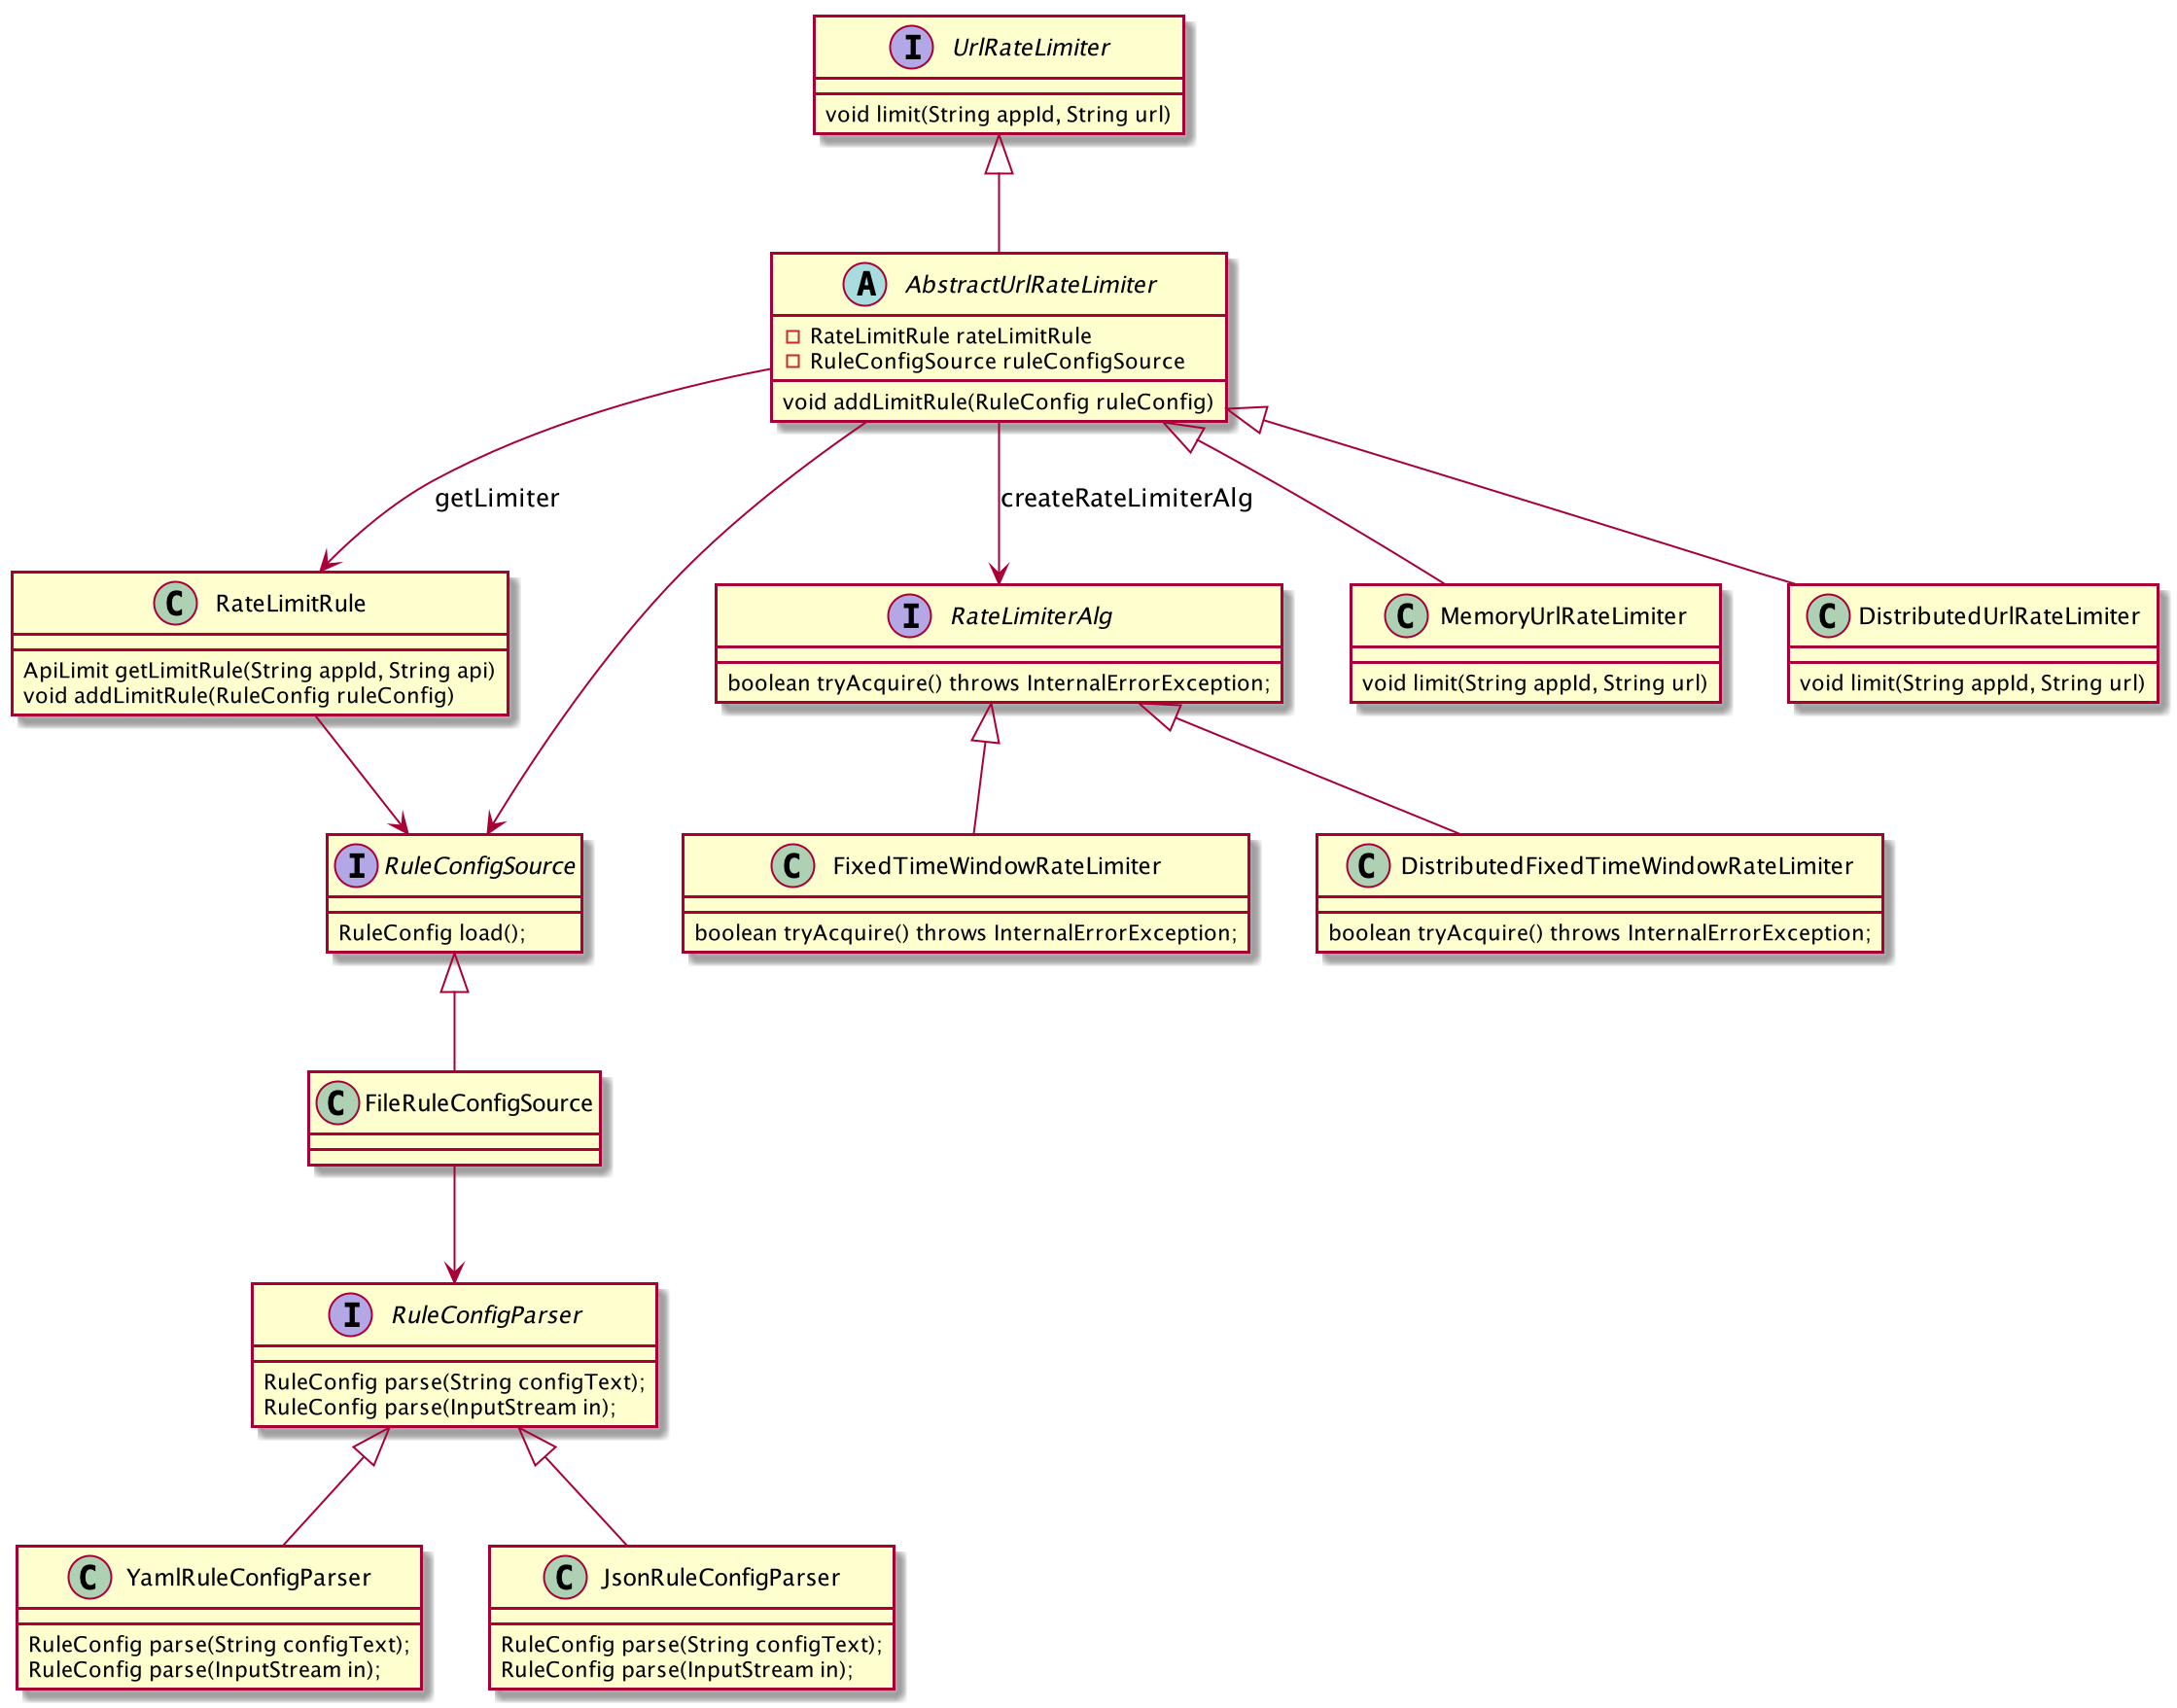 I UrlRateLimiter
void limit(String appId, String url)
A AbstractUrlRateLimiter
RateLimitRule rateLimitRule
RuleConfigSource ruleConfigSource
void addLimitRule(RuleConfig ruleConfig)
getLimiter
createRateLimiterAlg
C RateLimitRule
ApiLimit getLimitRule(String appId, String api)
void addLimitRule(RuleConfig ruleConfig)
I RateLimiterAlg
boolean tryAcquire() throws InternalErrorException;
C MemoryUrlRateLimiter
void limit(String appId, String url)
C DistributedUrlRateLimiter
void limit(String appId, String url)
I RuleConfigSource
RuleConfig load();
C FixedTimeWindowRateLimiter
boolean tryAcquire() throws InternalErrorException;
C DistributedFixedTimeWindowRateLimiter
boolean tryAcquire() throws InternalErrorException;
C FileRuleConfigSource
I RuleConfigParser
RuleConfig parse(String configText);
RuleConfig parse(InputStream in);
C YamlRuleConfigParser
RuleConfig parse(String configText);
RuleConfig parse(InputStream in);
C JsonRuleConfigParser
RuleConfig parse(String configText);
RuleConfig parse(InputStream in);